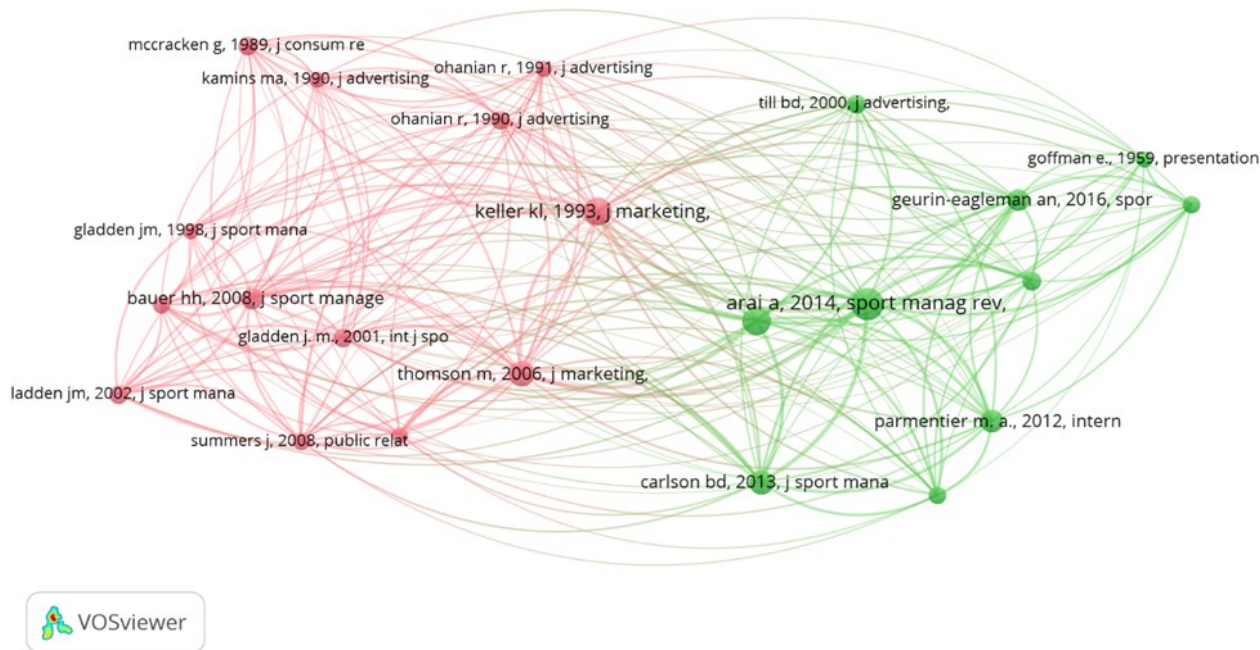 mccracken g, 1989, j consum re
ohanian r, 1991, j advertising
kamins ma, 1990, j advertising
till bd, 2000, j advertising,
ohanian r, 1990, j advertising
goffman e., 1959, presentation
geurin-eagleman an, 2016, spor
keller kl, 1993, j marketing,
gladden jm, 1998, j sport mana
bauer hh, 2008, j sport manage
arai a, 2014, sport manag rev,
gladden j. m., 2001, int j spo
thomson m, 2006, j marketing,
ladden jm, 2002, j sport mana
parmentier m. a., 2012, intern
summers j, 2008, public relat
carlson bd, 2013, j sport mana
VOSviewer